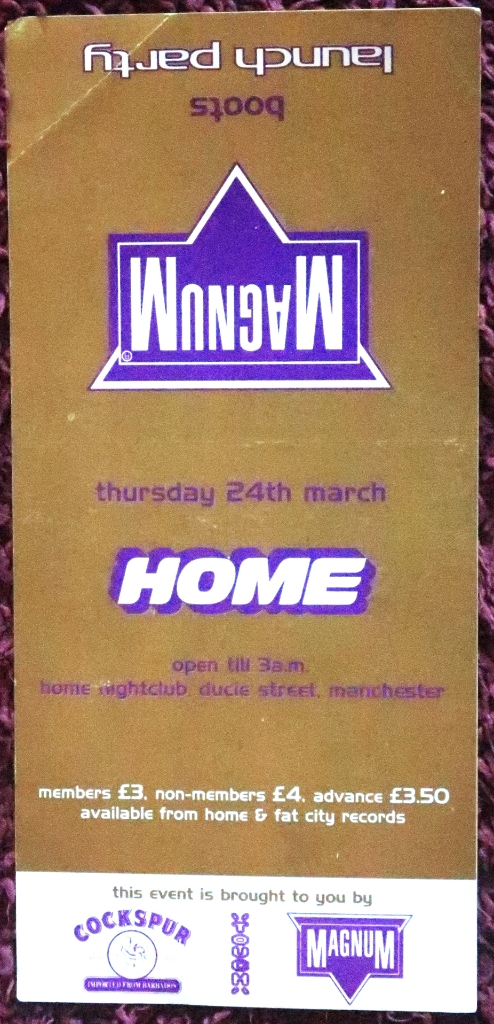 launch party
boots
MAGNUM
thursday 24th march
HOME
open till 3a.m.
home nightclub, ducie street, manchester
members £3, non-members £4, advance £3.50
available from home & fat city records
this event is brought to you by
COCKSPUR
IMPORTED FROM BARBADOS
MAGNUM